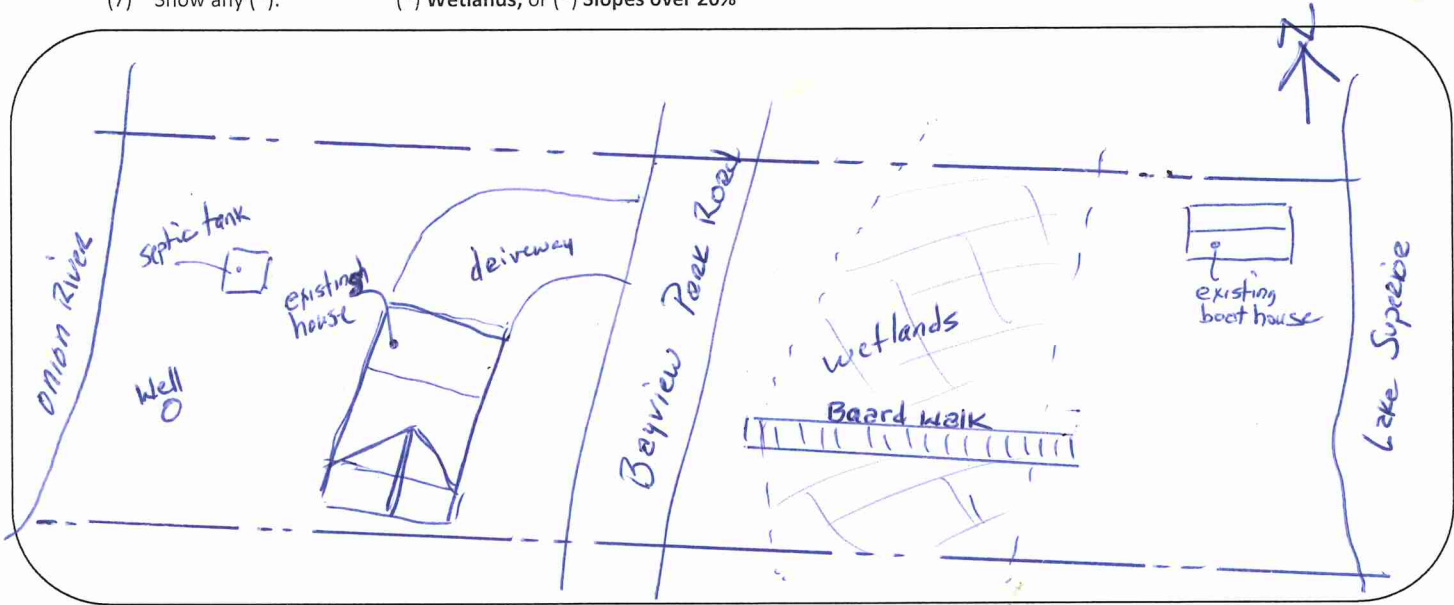 (7) Show any (*): (*) Wetlands; or (*) Slopes over 20%
N
Onion River
septic tank
Well
existing
house
deiveway
Bayview Park Road
wetlands
Board walk
existing
boat house
Lake Superior